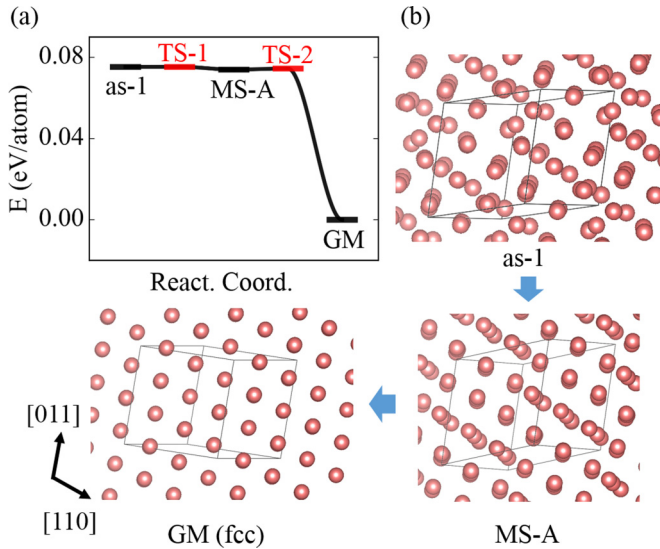 (a)
(b)
0.08
0.04
0.00
E (eV/atom)
as-1
TS-1
MS-A
TS-2
GM
React. Coord.
as-1
[011]
[110]
GM (fcc)
MS-A